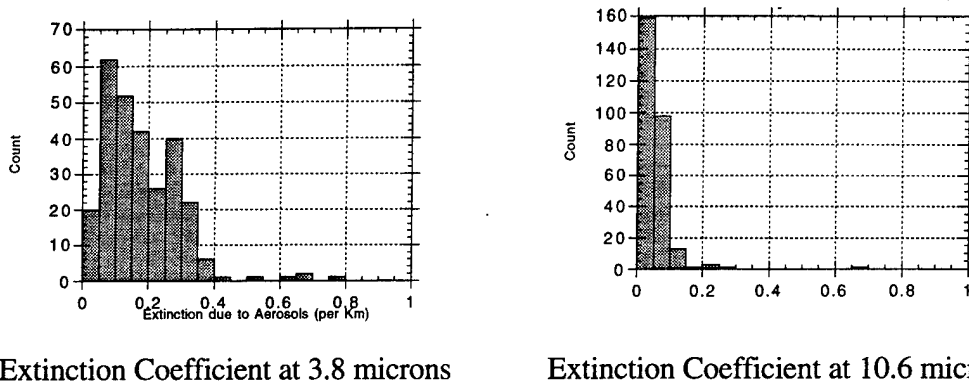 70
60
50
40
30
20
10
0
Count
0 0.2 0.4 0.6 0.8 1
Extinction due to Aerosols (per Km)
Extinction Coefficient at 3.8 microns
160
140
120
100
80
60
40
20
0
Count
0 0.2 0.4 0.6 0.8 1
Extinction Coefficient at 10.6 mic